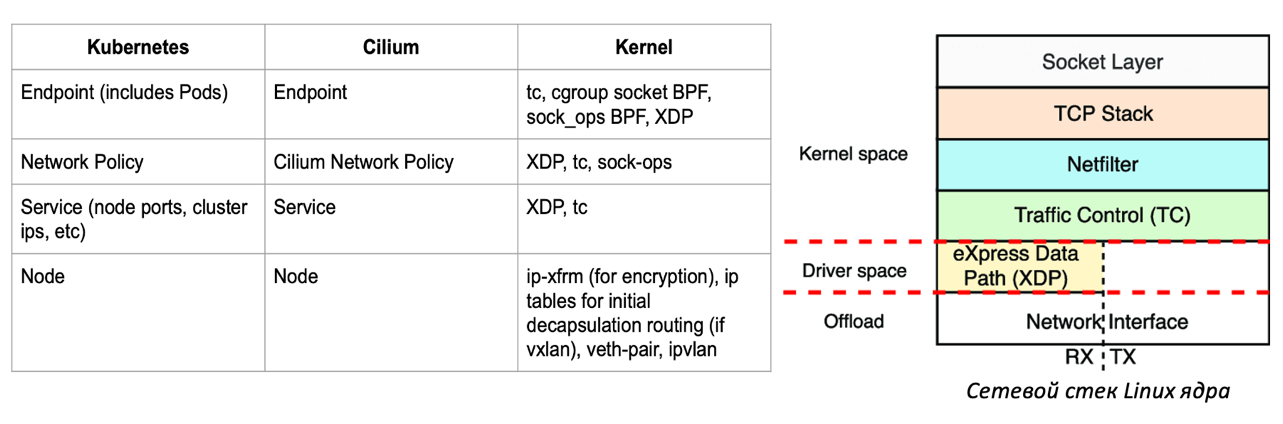 Kubernetes
Cilium
Kernel
Endpoint (includes Pods)
Endpoint
tc, cgroup socket BPF,
sock_ops BPF, XDP
Network Policy
Cilium Network Policy
XDP, tc, sock-ops
Service (node ports, cluster
ips, etc)
Service
XDP, tc
Node
Node
ip-xfrm (for encryption), ip
tables for initial
decapsulation routing (if
vxlan), veth-pair, ipvlan
Socket Layer
TCP Stack
Kernel space
Netfilter
Traffic Control (TC)
Driver space
eXpress Data
Path (XDP)
Offload
Network Interface
RX TX
Сетевой стек Linux ядра